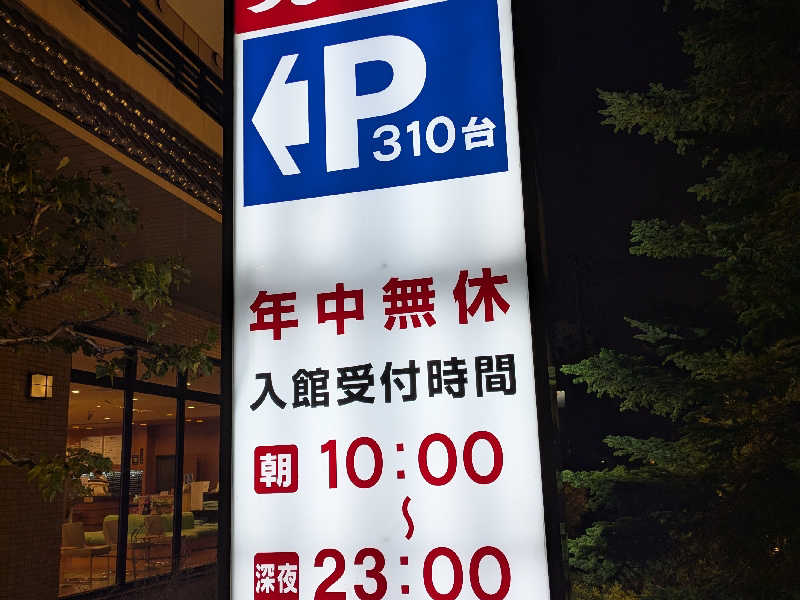 P 310台
年中無休
入館受付時間
朝 10:00
~
深夜 23:00